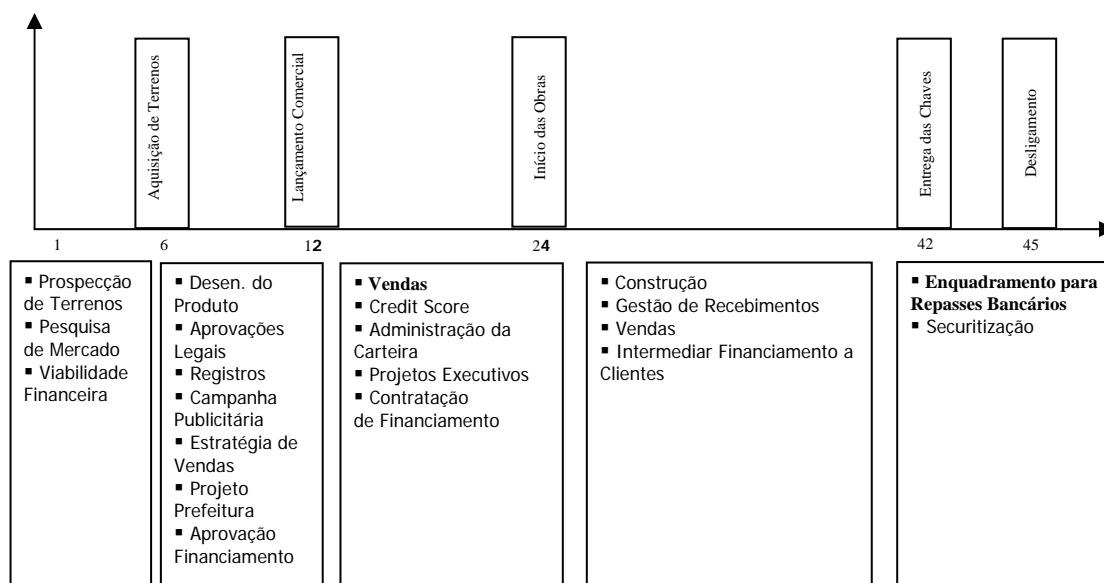 Aquisição de Terrenos
Lançamento Comercial
Início das Obras
Entrega das Chaves
Desligamento
1
6
12
24
42
45
▪ Prospecção
de Terrenos
▪ Pesquisa
de Mercado
▪ Viabilidade
Financeira
▪ Desen. do
Produto
▪ Aprovações
Legais
▪ Registros
▪ Campanha
Publicitária
▪ Estratégia de
Vendas
▪ Projeto
Prefeitura
▪ Aprovação
Financiamento
▪ Vendas
▪ Credit Score
▪ Administração da
Carteira
▪ Projetos Executivos
▪ Contratação
de Financiamento
▪ Construção
▪ Gestão de Recebimentos
▪ Vendas
▪ Intermediar Financiamento a
Clientes
▪ Enquadramento para
Repasses Bancários
▪ Securitização